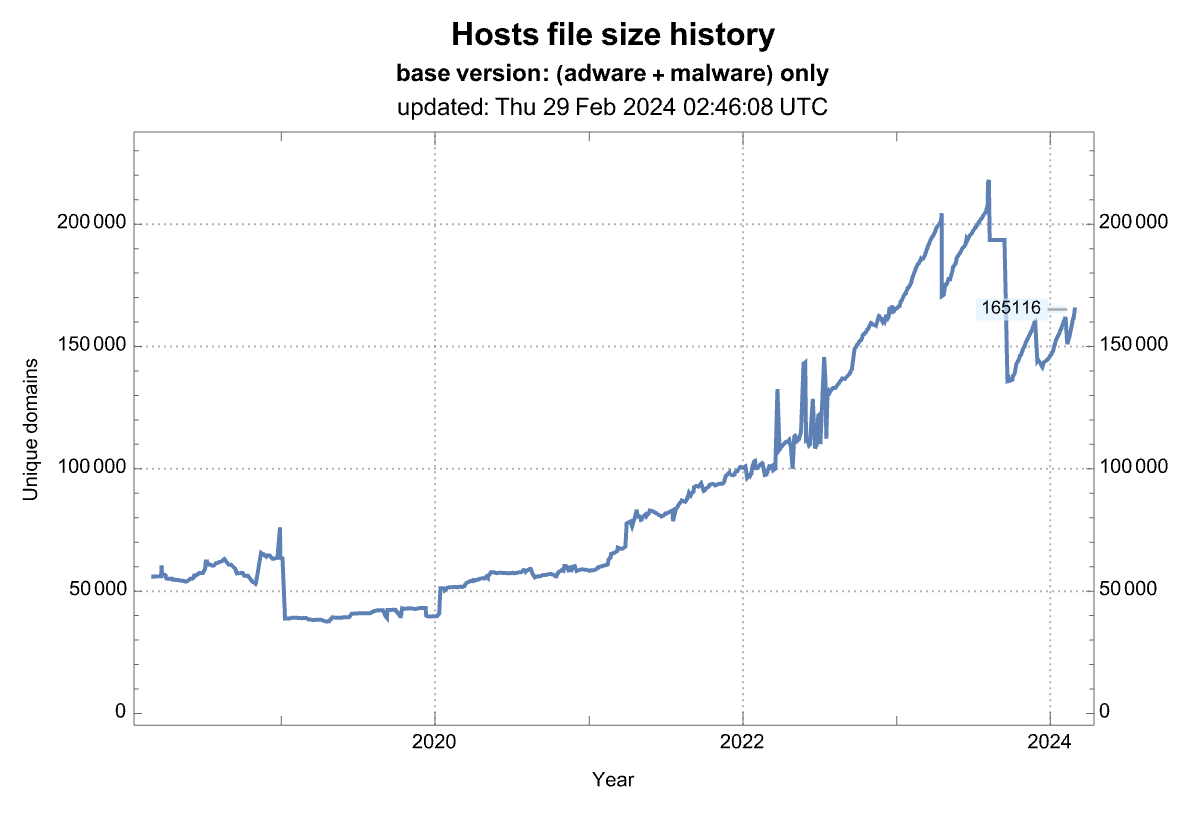 Hosts file size history
base version: (adware + malware) only
updated: Thu 29 Feb 2024 02:46:08 UTC
200 000
200 000
165116
150 000
150 000
Unique domains
100 000
100 000
50 000
50 000
0
0
2020
2022
2024
Year